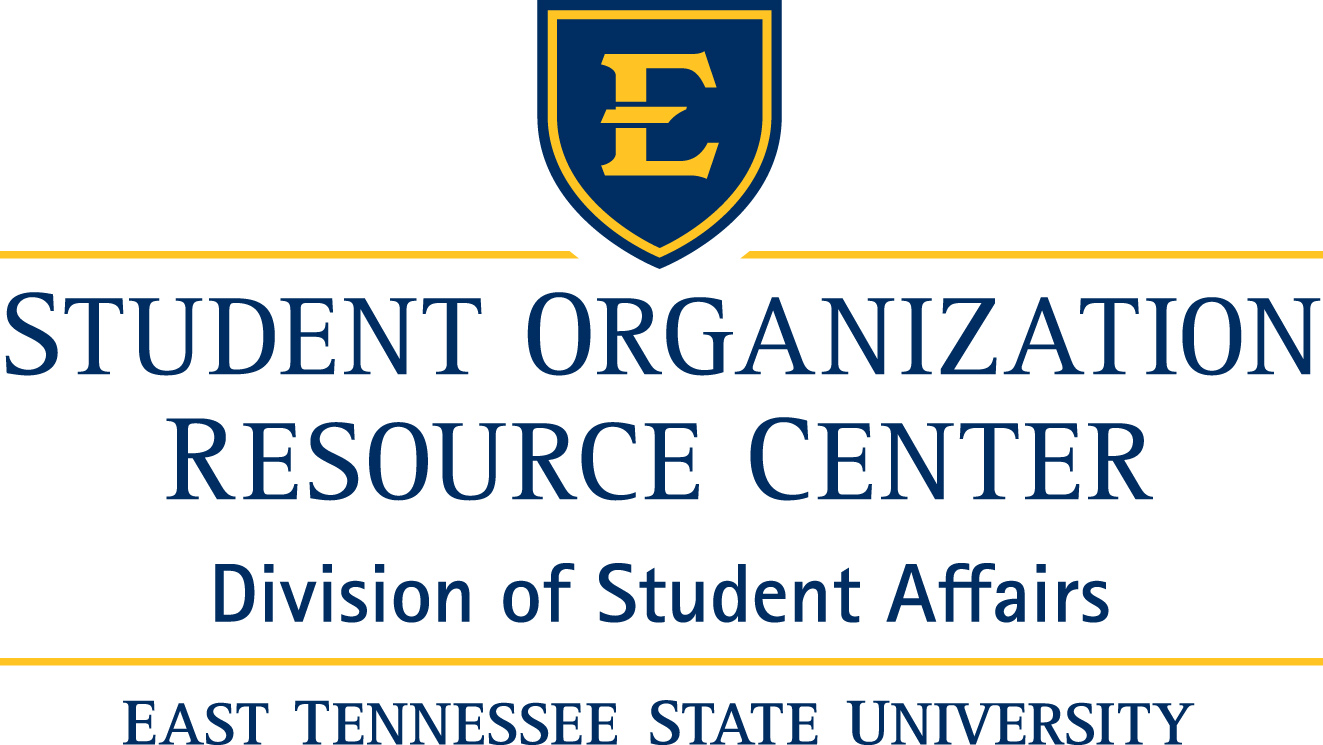 E
STUDENT ORGANIZATION
RESOURCE CENTER
Division of Student Affairs
EAST TENNESSEE STATE UNIVERSITY